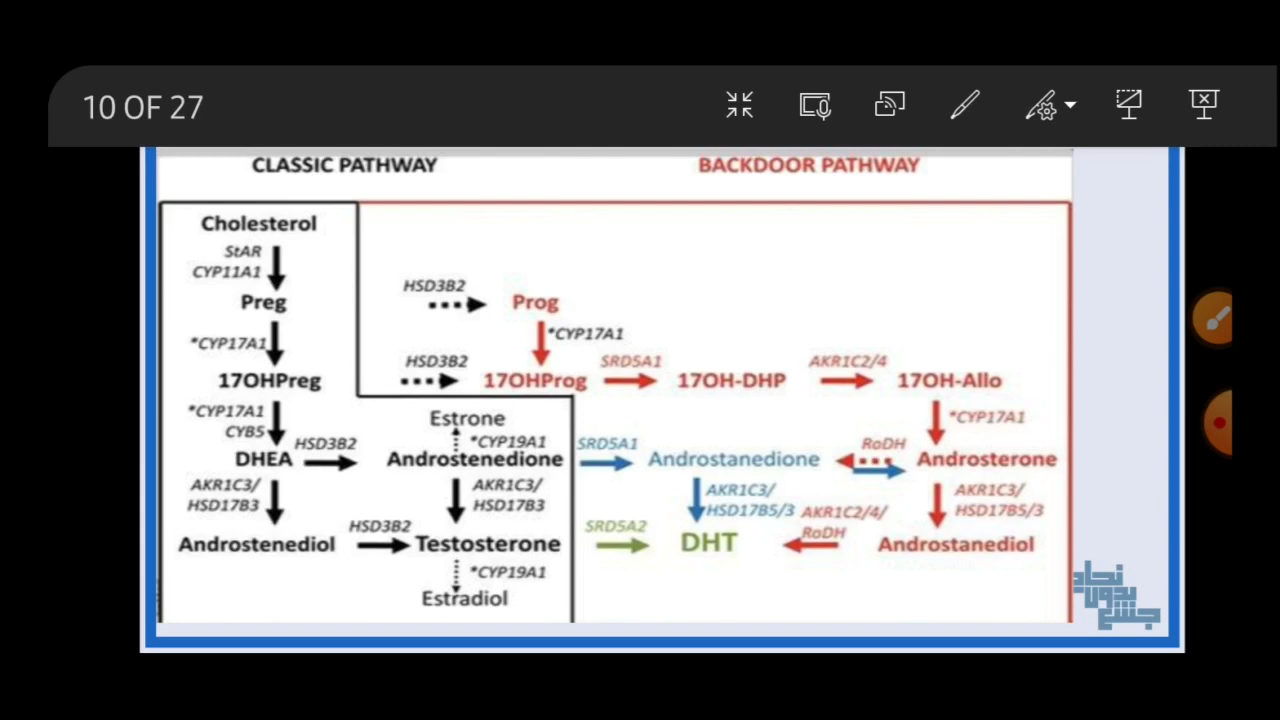 10 OF 27
CLASSIC PATHWAY BACKDOOR PATHWAY
Cholesterol
StAR
CYP11A1
HSD3B2
Preg Prog
*CYP17A1 *CYP17A1
HSD3B2 SRD5A1 AKR1C2/4
17OHPreg 17OHProg 17OH-DHP 17OH-Allo
*CYP17A1 Estrone *CYP17A1
CYB5 HSD3B2 *CYP19A1 SRD5A1 RoDH
DHEA Androstenedione Androstanedione Androsterone
AKR1C3/ AKR1C3/ AKR1C3/ AKR1C3/
HSD17B3 HSD17B3 HSD17B5/3 AKR1C2/4/ HSD17B5/3
HSD3B2 SRD5A2 RoDH
Androstenediol Testosterone DHT Androstanediol
*CYP19A1
Estradiol